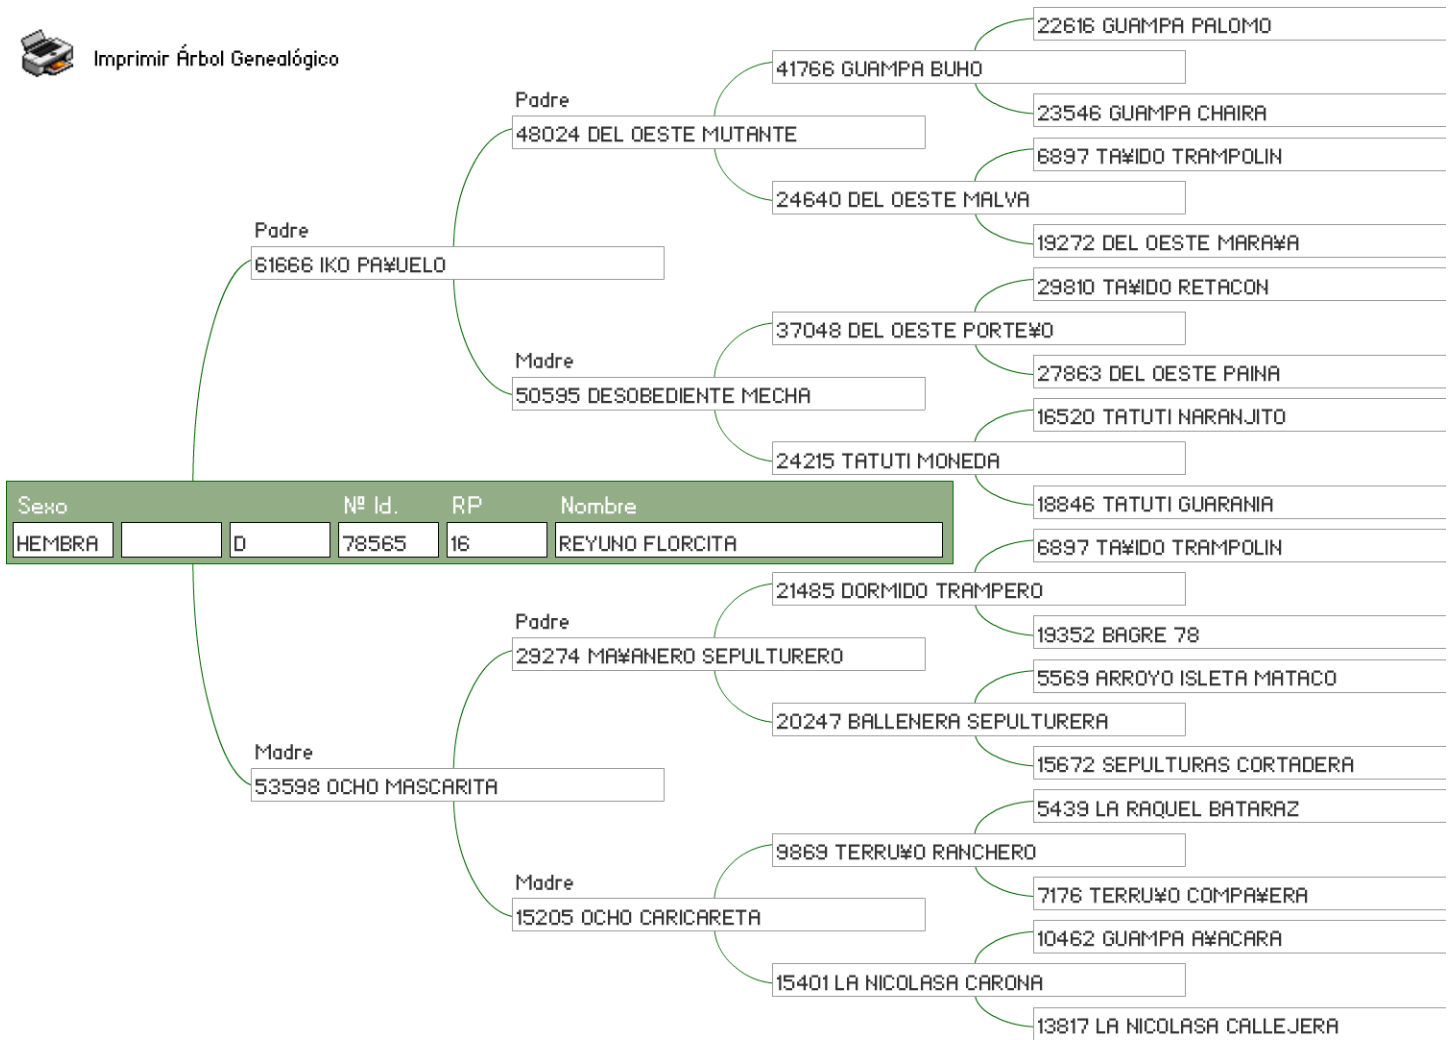 Imprimir Árbol Genealógico
22616 GUAMPA PALOMO
41766 GUAMPA BUHO
Padre
23546 GUAMPA CHAIRA
48024 DEL OESTE MUTANTE
6897 TA¥IDO TRAMPOLIN
24640 DEL OESTE MALVA
Padre
19272 DEL OESTE MARA¥A
61666 IKO PA¥UELO
29810 TA¥IDO RETACON
37048 DEL OESTE PORTE¥O
Madre
27863 DEL OESTE PAINA
50595 DESOBEDIENTE MECHA
16520 TATUTI NARANJITO
24215 TATUTI MONEDA
18846 TATUTI GUARANIA
Sexo Nº Id. RP Nombre
HEMBRA D 78565 16 REYUNO FLORCITA
6897 TA¥IDO TRAMPOLIN
21485 DORMIDO TRAMPERO
Padre
19352 BAGRE 78
29274 MA¥ANERO SEPULTURERO
5569 ARROYO ISLETA MATACO
20247 BALLENERA SEPULTURERA
Madre
15672 SEPULTURAS CORTADERA
53598 OCHO MASCARITA
5439 LA RAQUEL BATARAZ
9869 TERRU¥O RANCHERO
Madre
7176 TERRU¥O COMPA¥ERA
15205 OCHO CARICARETA
10462 GUAMPA A¥ACARA
15401 LA NICOLASA CARONA
13817 LA NICOLASA CALLEJERA